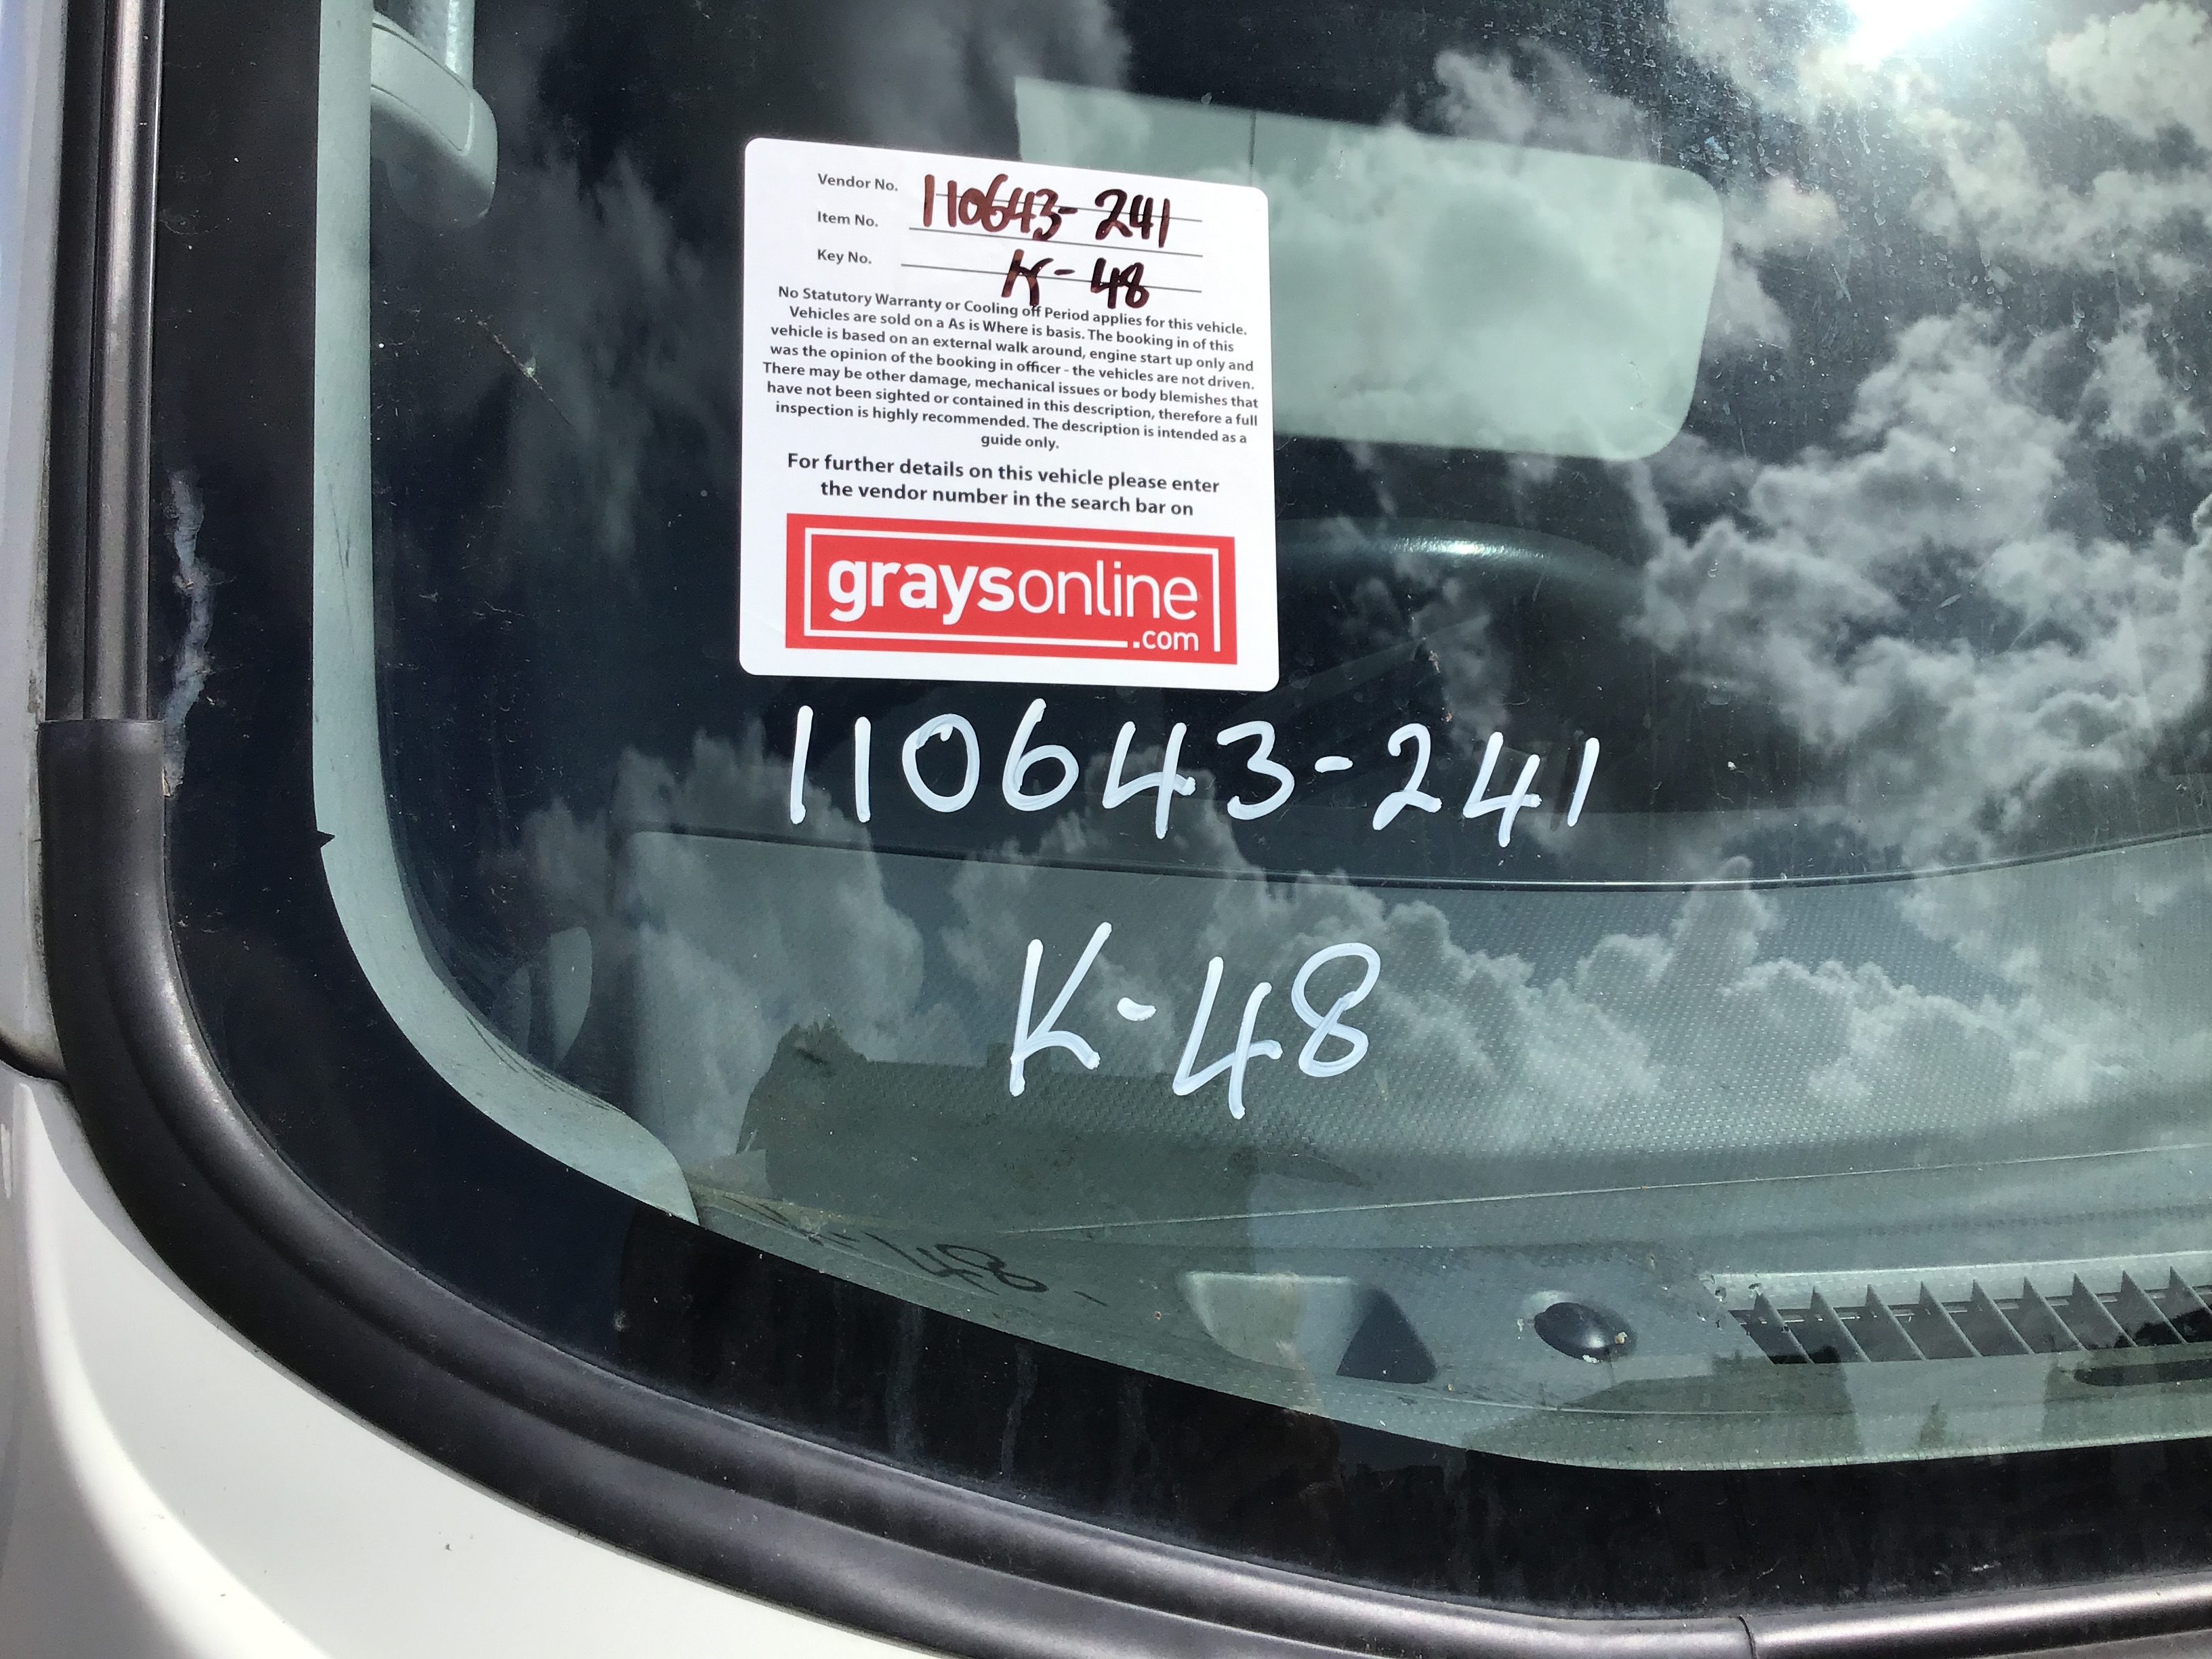 Vendor No. 110643-241
Item No.
Key No. K-48
No Statutory Warranty or Cooling off Period applies for this vehicle.
Vehicles are sold on a As is Where is basis. The booking in of this
vehicle is based on an external walk around, engine start up only and
was the opinion of the booking in officer - the vehicles are not driven.
There may be other damage, mechanical issues or body blemishes that
have not been sighted or contained in this description, therefore a full
inspection is highly recommended. The description is intended as a
guide only.
For further details on this vehicle please enter
the vendor number in the search bar on
graysonline
.com
110643-241
K-48